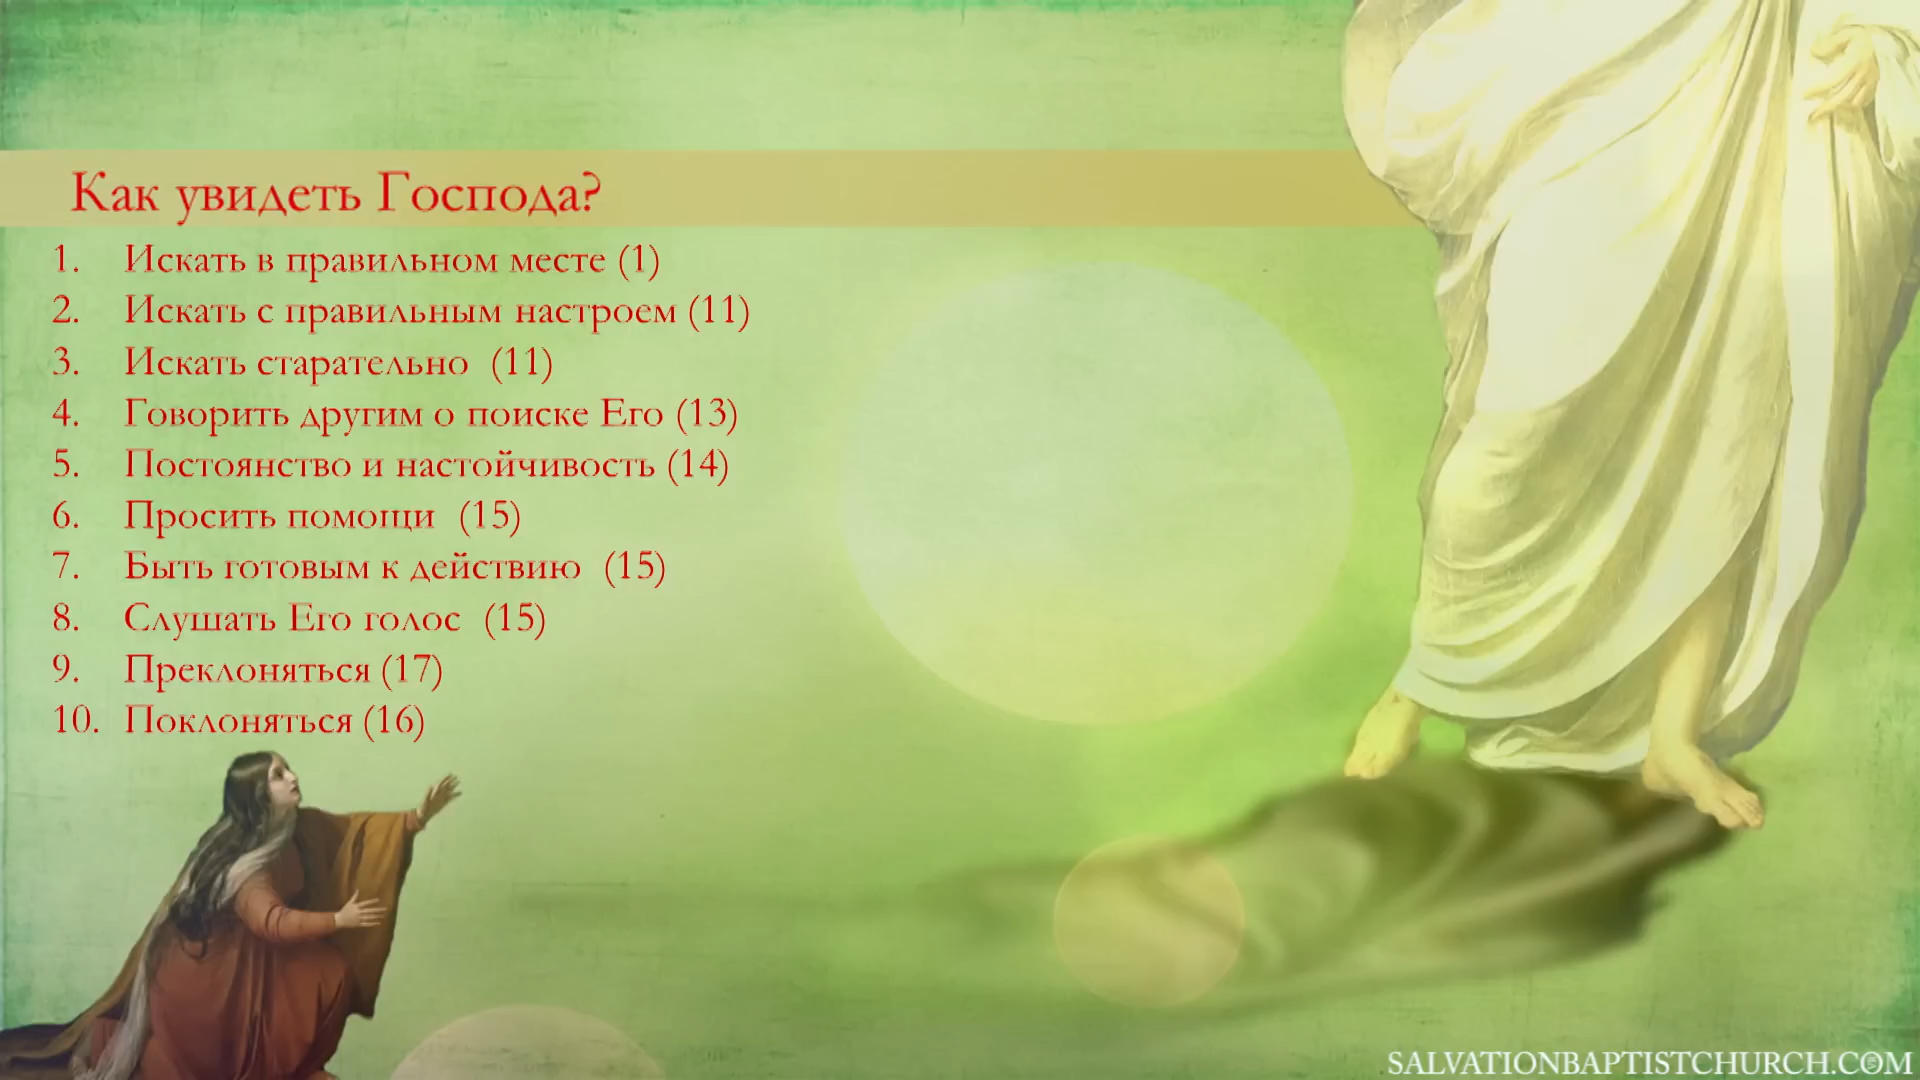 Как увидеть Господа?
1. Искать в правильном месте (1)
2. Искать с правильным настроем (11)
3. Искать старательно (11)
4. Говорить другим о поиске Его (13)
5. Постоянство и настойчивость (14)
6. Просить помощи (15)
7. Быть готовым к действию (15)
8. Слушать Его голос (15)
9. Преклоняться (17)
10. Поклоняться (16)
SALVATIONBAPTISTCHURCH.COM